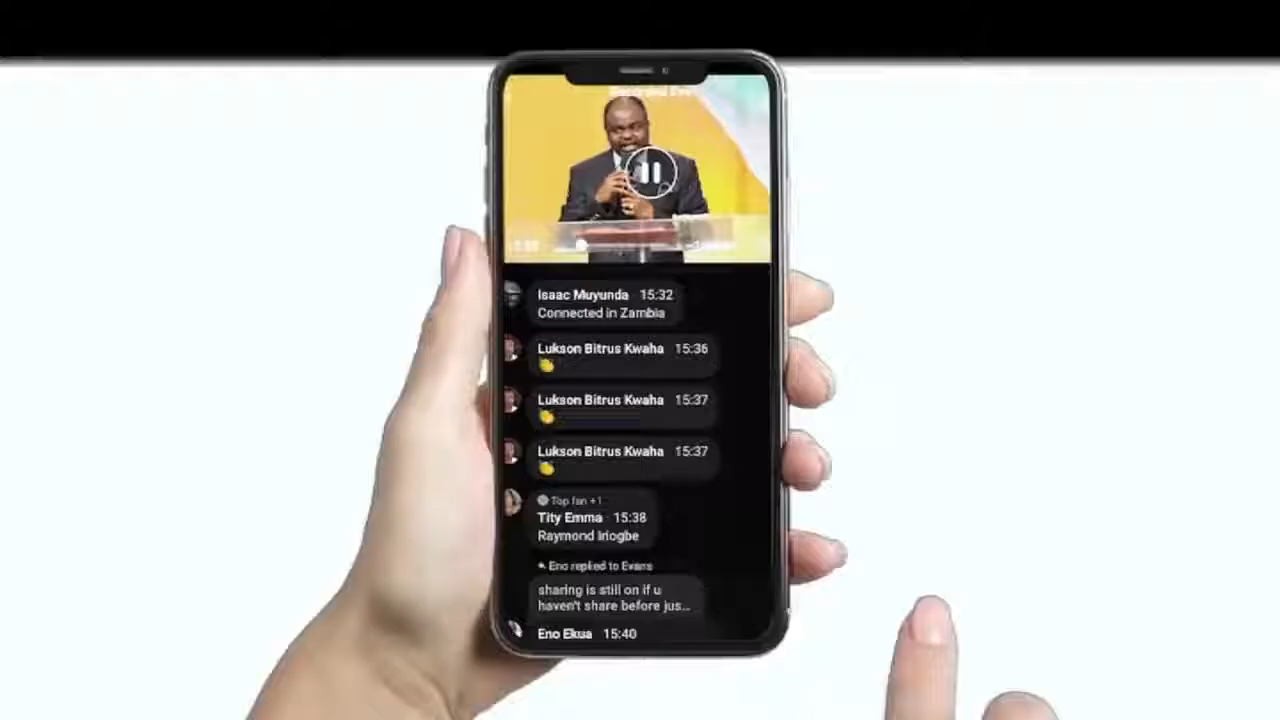 Isaac Muyunda 15:32
Connected in Zambia
Lukson Bitrus Kwaha 15:36
Lukson Bitrus Kwaha 15:37
Lukson Bitrus Kwaha 15:37
Top fan +1
Tity Emma 15:38
Raymond Iriogbe
Eno replied to Evans
sharing is still on if u
haven't share before jus...
Eno Ekua 15:40